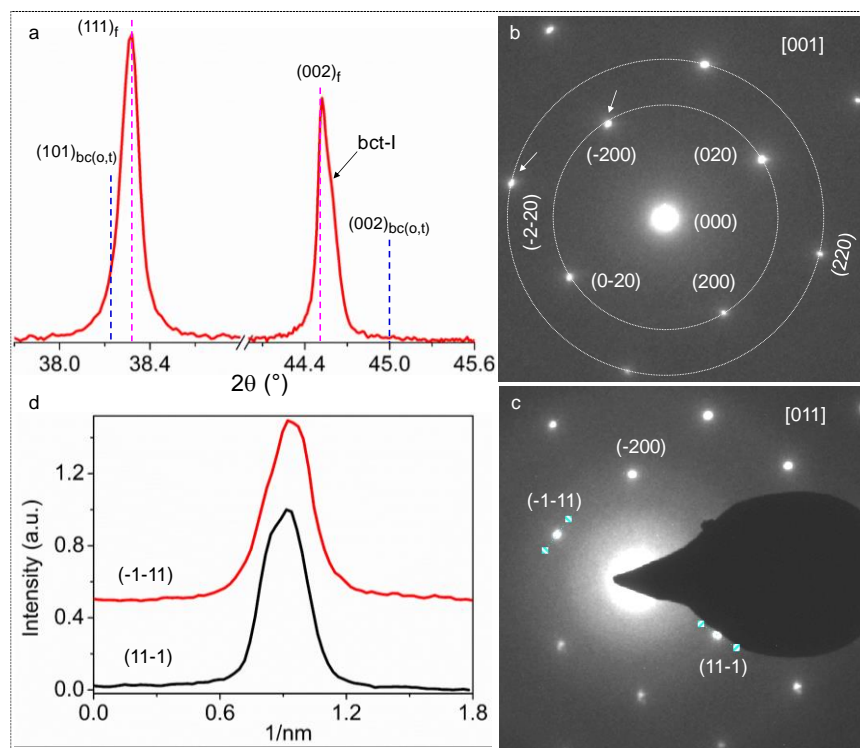 a
(111)f
(002)f
(101)bc(o,t)
bct-I
(002)bc(o,t)
38.0 38.4 44.4 45.0 45.6
2θ (°)
b
[001]
(-200)
(020)
(-2-20)
(000)
(220)
(0-20)
(200)
d
1.2
0.8
0.4
0.0
Intensity (a.u.)
(-1-11)
(11-1)
0.0 0.6 1.2 1.8
1/nm
c
[011]
(-200)
(-1-11)
(11-1)